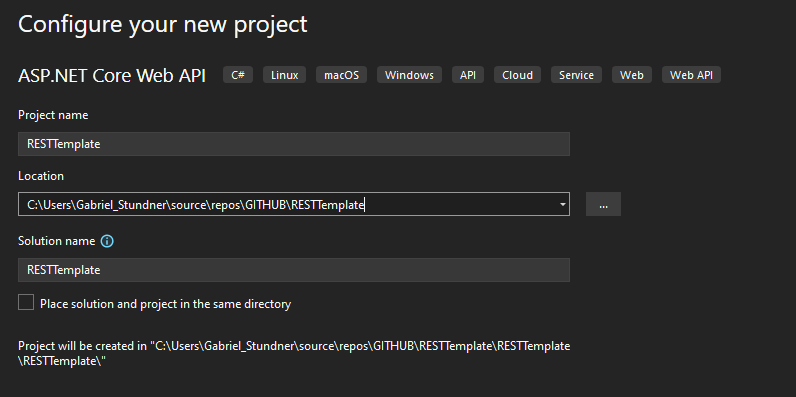 Configure your new project
ASP.NET Core Web API C# Linux macOS Windows API Cloud Service Web Web API
Project name
RESTTemplate
Location
C:\Users\Gabriel_Stundner\source\repos\GITHUB\RESTTemplate
...
Solution name
RESTTemplate
Place solution and project in the same directory
Project will be created in "C:\Users\Gabriel_Stundner\source\repos\GITHUB\RESTTemplate\RESTTemplate
\RESTTemplate\"